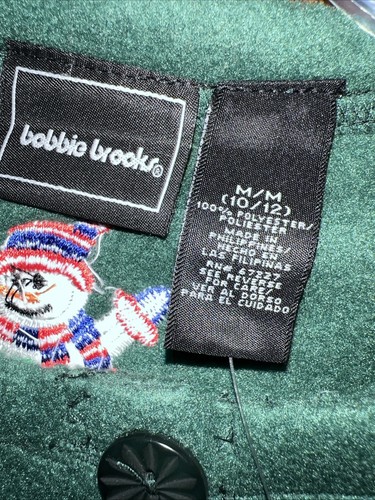 bobbie brooks®
M/M
(10/12)
100% POLYESTER/
POLIESTER
MADE IN
PHILIPPINES/
HECHO EN
LAS FILIPINAS
RN# 67227
SEE REVERSE
FOR CARE/
VER AL DORSO
PARA EL CUIDADO